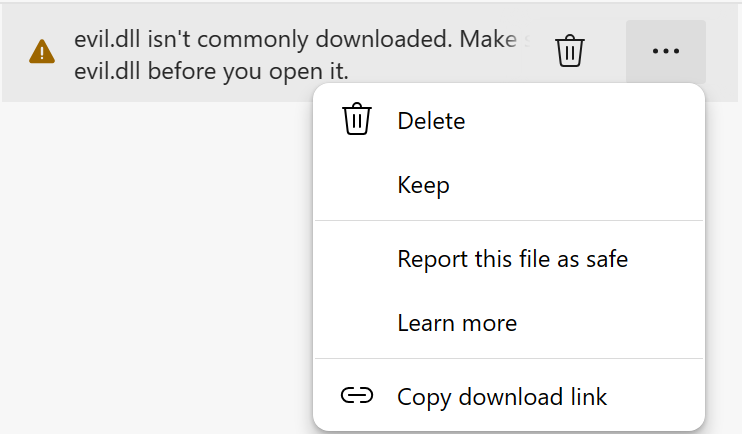 evil.dll isn't commonly downloaded. Make
evil.dll before you open it.
Delete
Keep
Report this file as safe
Learn more
Copy download link